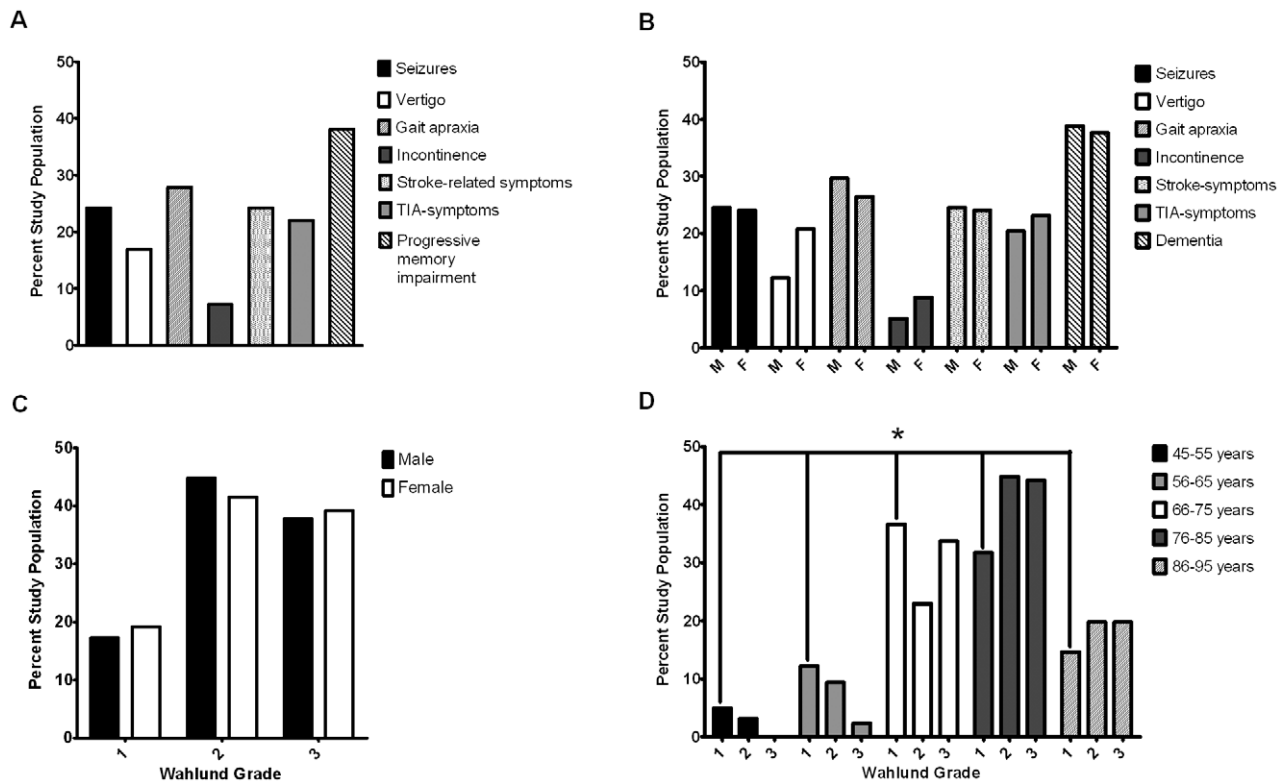 A
Percent Study Population
50
40
30
20
10
0
Seizures
Vertigo
Gait apraxia
Incontinence
Stroke-related symptoms
TIA-symptoms
Progressive
memory
impairment
B
Percent Study Population
50
40
30
20
10
0
M F M F M F M F M F M F M F
Seizures
Vertigo
Gait apraxia
Incontinence
Stroke-symptoms
TIA-symptoms
Dementia
C
Percent Study Population
50
40
30
20
10
0
1 2 3
Wahlund Grade
Male
Female
D
Percent Study Population
50
40
30
20
10
0
*
1 2 3 1 2 3 1 2 3 1 2 3 1 2 3
Wahlund Grade
45-55 years
56-65 years
66-75 years
76-85 years
86-95 years